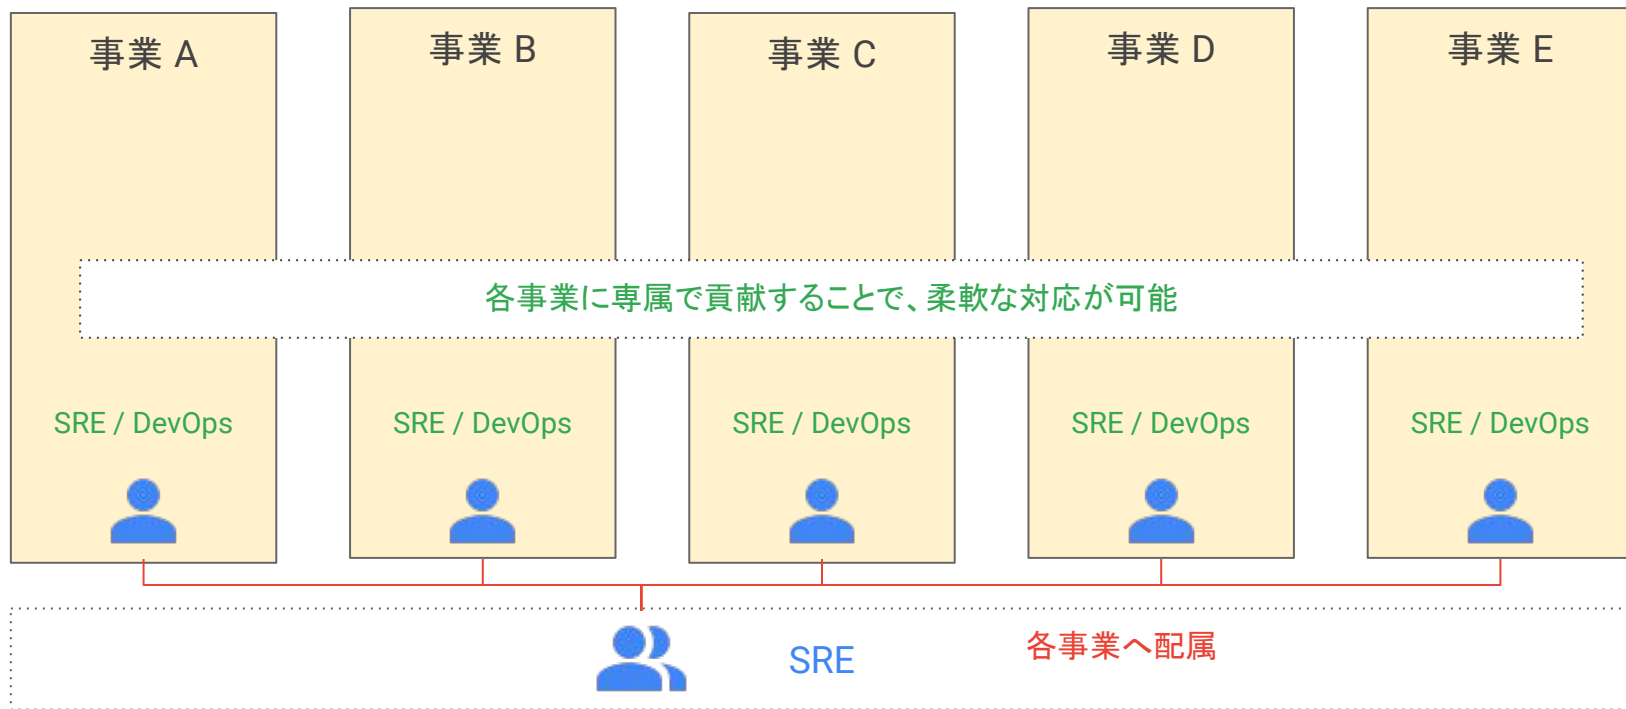 事業 A
事業 B
事業 C
事業 D
事業 E
各事業に専属で貢献することで、柔軟な対応が可能
SRE / DevOps
SRE / DevOps
SRE / DevOps
SRE / DevOps
SRE / DevOps
SRE
各事業へ配属